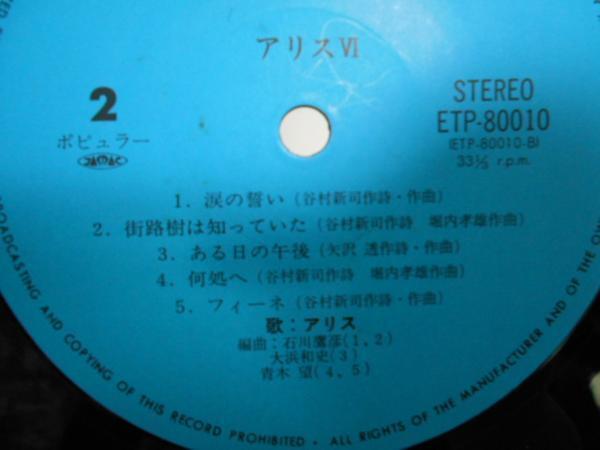 アリスⅥ
2
ポピュラー
JASRAC
STEREO
ETP-80010
(ETP-80010-B)
33⅓ r.p.m.
1. 涙の誓い (谷村新司作詩・作曲)
2. 街路樹は知っていた (谷村新司作詩 堀内孝雄作曲)
3. ある日の午後 (矢沢 透作詩・作曲)
4. 何処へ (谷村新司作詩 堀内孝雄作曲)
5. フィーネ (谷村新司作詩・作曲)
歌：アリス
編曲：石川鷹彦(1, 2)
大浜和史(3)
青木 望(4, 5)
BROADCASTING AND COPYING OF THIS RECORD PROHIBITED • ALL RIGHTS OF THE MANUFACTURER AND OF THE OWN